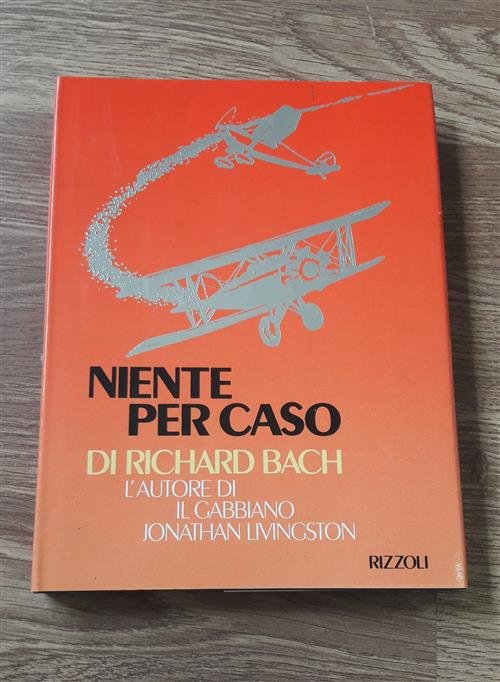 NIENTE
PER CASO
DI RICHARD BACH
L'AUTORE DI
IL GABBIANO
JONATHAN LIVINGSTON
RIZZOLI